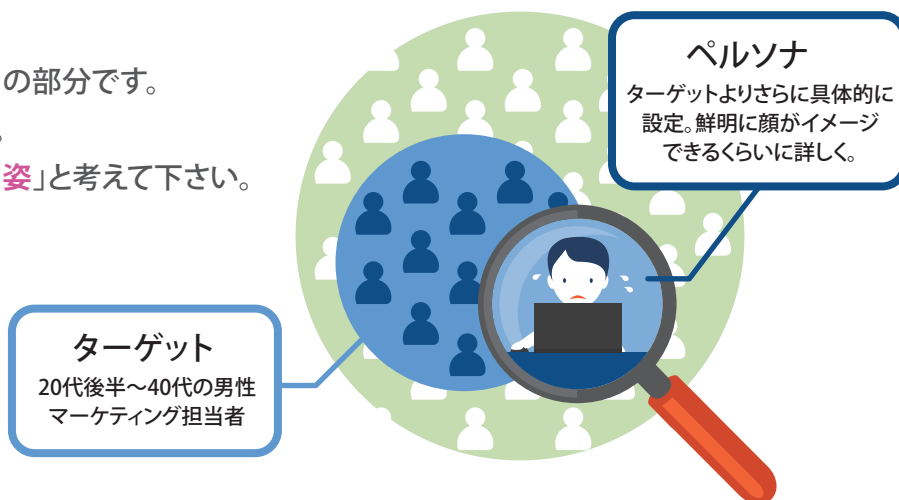 の部分です。
。
姿」と考えて下さい。
ペルソナ
ターゲットよりさらに具体的に
設定。鮮明に顔がイメージ
できるくらいに詳しく。
ターゲット
20代後半〜40代の男性
マーケティング担当者